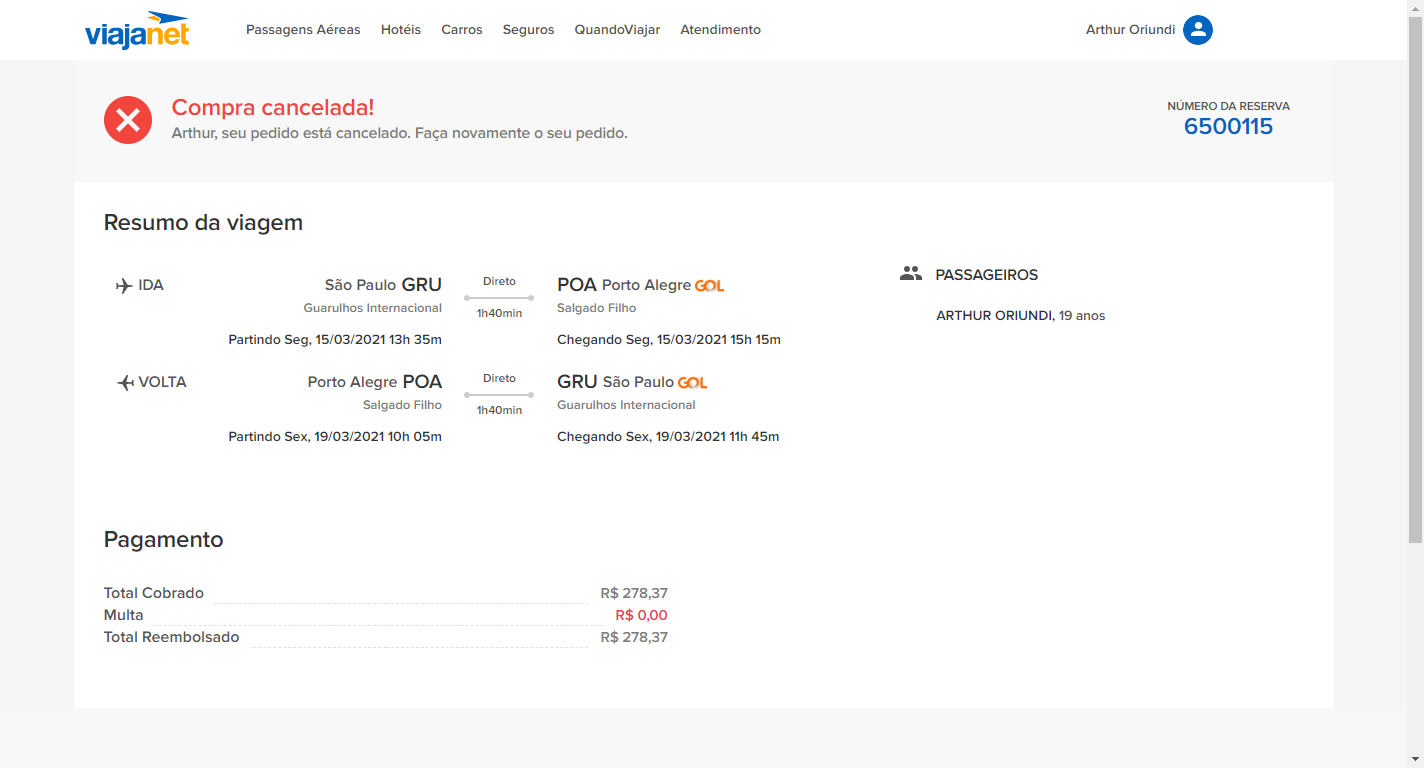 viajanet Passagens Aéreas Hotéis Carros Seguros QuandoViajar Atendimento Arthur Oriundi
Compra cancelada!
Arthur, seu pedido está cancelado. Faça novamente o seu pedido.
NÚMERO DA RESERVA
6500115
Resumo da viagem
IDA
São Paulo GRU
Guarulhos Internacional
Partindo Seg, 15/03/2021 13h 35m
Direto
1h40min
POA Porto Alegre GOL
Salgado Filho
Chegando Seg, 15/03/2021 15h 15m
VOLTA
Porto Alegre POA
Salgado Filho
Partindo Sex, 19/03/2021 10h 05m
Direto
1h40min
GRU São Paulo GOL
Guarulhos Internacional
Chegando Sex, 19/03/2021 11h 45m
PASSAGEIROS
ARTHUR ORIUNDI, 19 anos
Pagamento
Total Cobrado R$ 278,37
Multa R$ 0,00
Total Reembolsado R$ 278,37